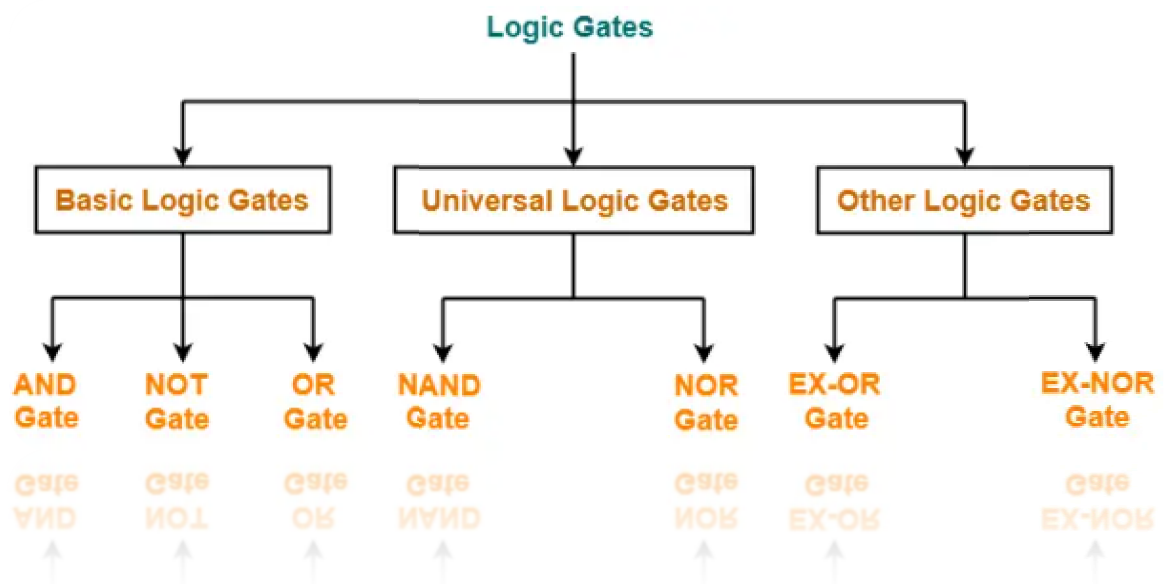 Logic Gates
Basic Logic Gates
Universal Logic Gates
Other Logic Gates
AND
Gate
NOT
Gate
OR
Gate
NAND
Gate
NOR
Gate
EX-OR
Gate
EX-NOR
Gate